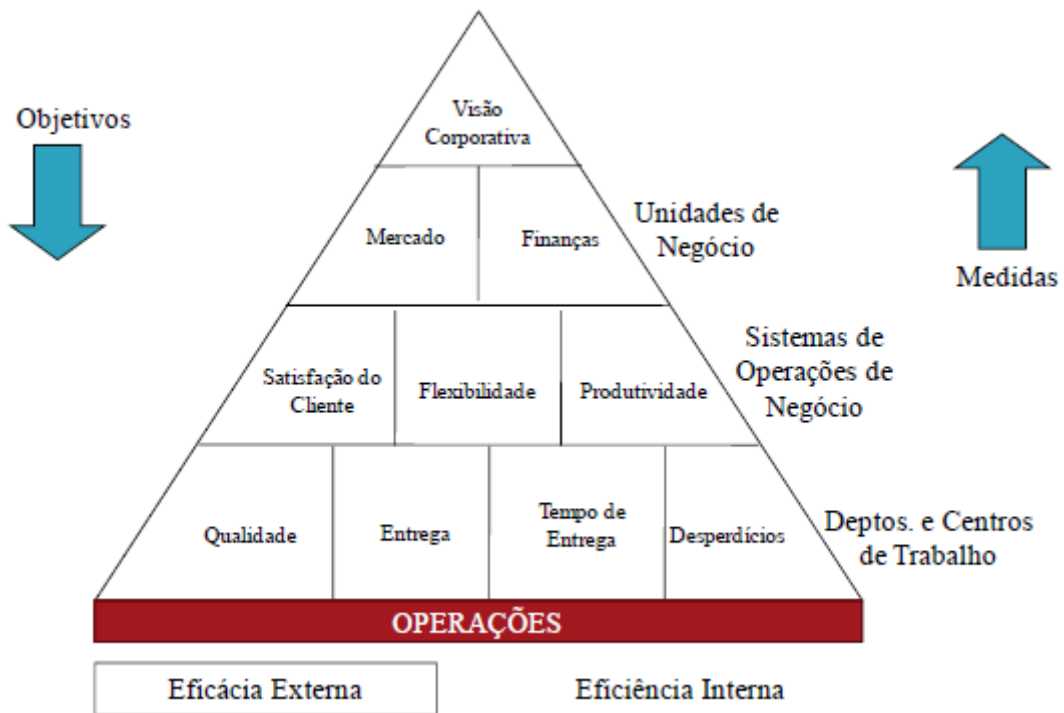 Objetivos
Visão
Corporativa
Mercado
Finanças
Unidades de
Negócio
Medidas
Satisfação do
Cliente
Flexibilidade
Produtividade
Sistemas de
Operações de
Negócio
Qualidade
Entrega
Tempo de
Entrega
Desperdícios
Deptos. e Centros
de Trabalho
OPERAÇÕES
Eficácia Externa
Eficiência Interna